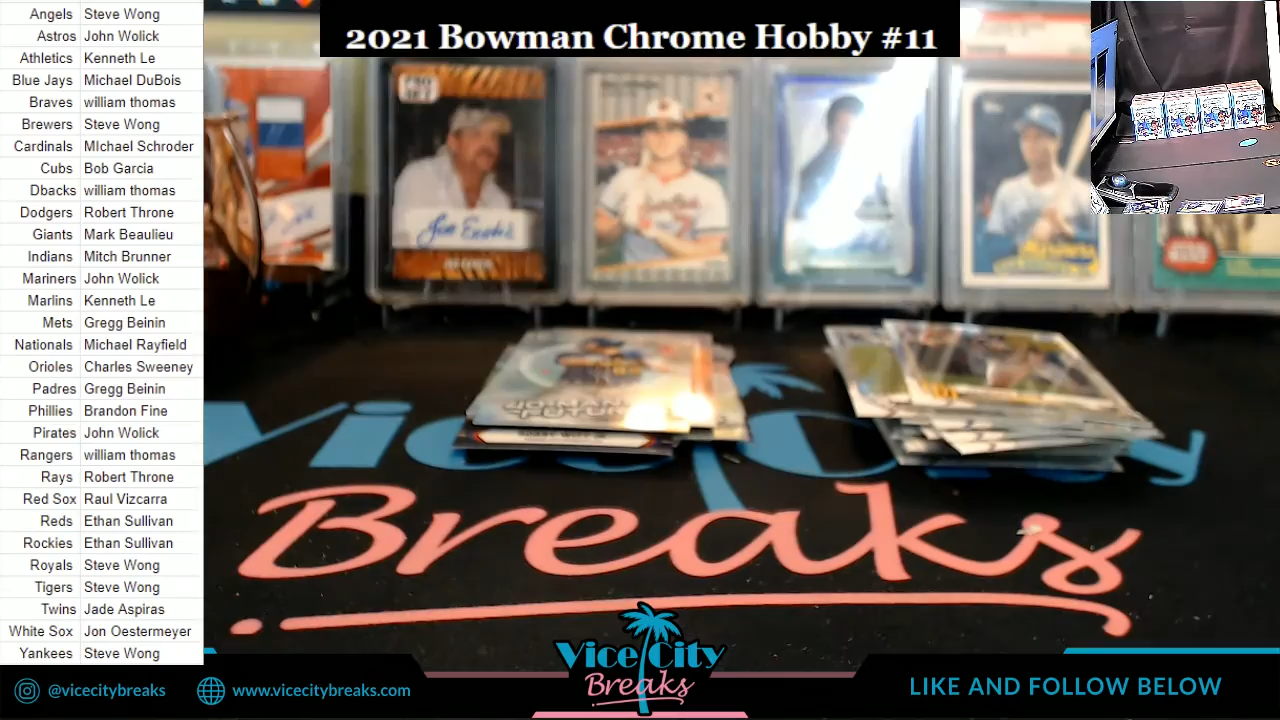 2021 Bowman Chrome Hobby #11
Angels Steve Wong
Astros John Wolick
Athletics Kenneth Le
Blue Jays Michael DuBois
Braves william thomas
Brewers Steve Wong
Cardinals MIchael Schroder
Cubs Bob Garcia
Dbacks william thomas
Dodgers Robert Throne
Giants Mark Beaulieu
Indians Mitch Brunner
Mariners John Wolick
Marlins Kenneth Le
Mets Gregg Beinin
Nationals Michael Rayfield
Orioles Charles Sweeney
Padres Gregg Beinin
Phillies Brandon Fine
Pirates John Wolick
Rangers william thomas
Rays Robert Throne
Red Sox Raul Vizcarra
Reds Ethan Sullivan
Rockies Ethan Sullivan
Royals Steve Wong
Tigers Steve Wong
Twins Jade Aspiras
White Sox Jon Oestermeyer
Yankees Steve Wong
PRO SET
Topps
Vice City
Breaks
Vice City
Breaks
@vicecitybreaks
www.vicecitybreaks.com
LIKE AND FOLLOW BELOW